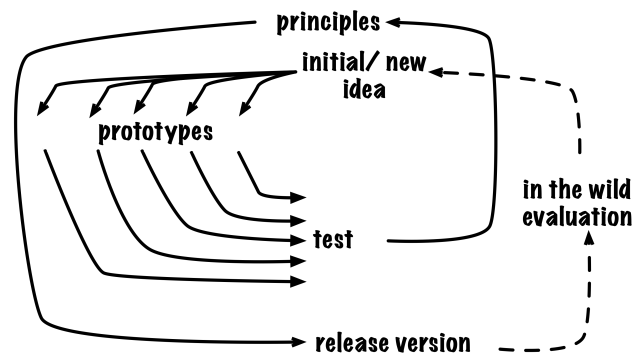 principles
initial/ new
idea
prototypes
in the wild
evaluation
test
release version